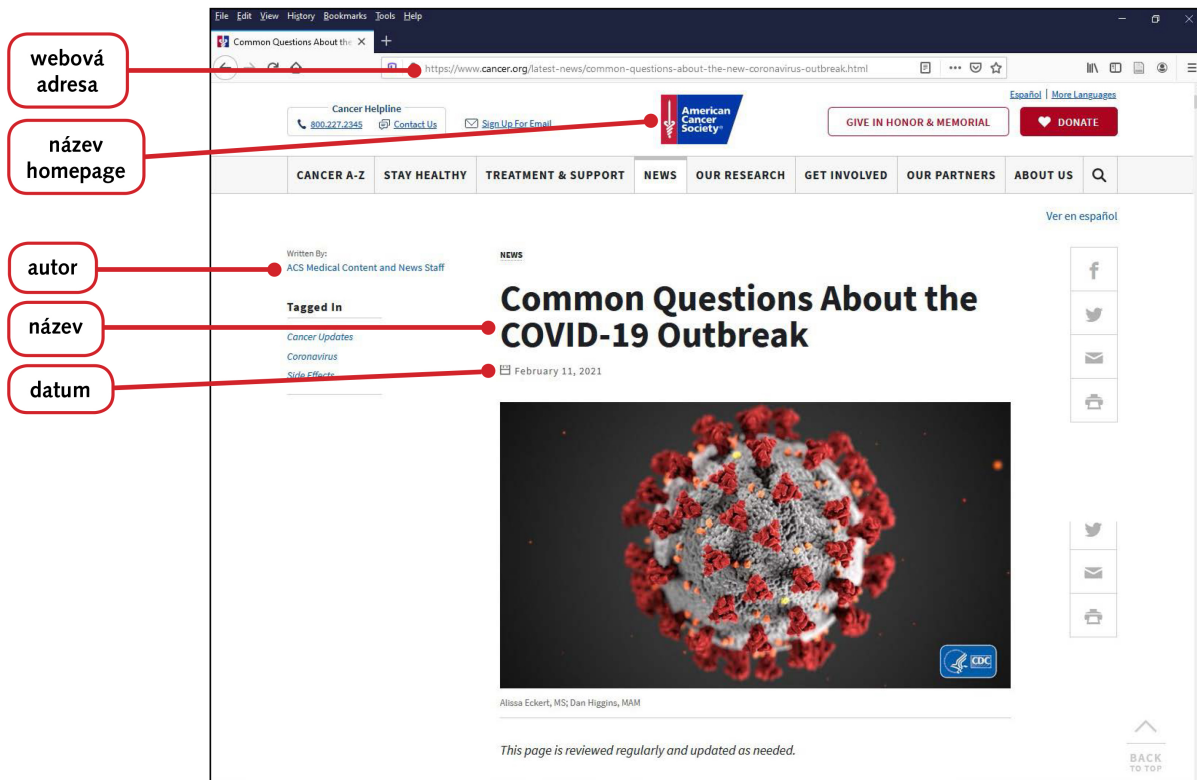 File Edit View History Bookmarks Tools Help
Common Questions About the
webová
adresa
https://www.cancer.org/latest-news/common-questions-about-the-new-coronavirus-outbreak.html
Español | More Languages
Cancer Helpline
800.227.2345 Contact Us
Sign Up For Email
American
Cancer
Society®
GIVE IN HONOR & MEMORIAL
DONATE
název
homepage
CANCER A-Z STAY HEALTHY TREATMENT & SUPPORT NEWS OUR RESEARCH GET INVOLVED OUR PARTNERS ABOUT US
Ver en español
autor
Written By:
ACS Medical Content and News Staff
NEWS
Tagged In
název
Common Questions About the
COVID-19 Outbreak
Cancer Updates
Coronavirus
Side Effects
datum
February 11, 2021
CDC
Alissa Eckert, MS; Dan Higgins, MAM
This page is reviewed regularly and updated as needed.
BACK
TO TOP